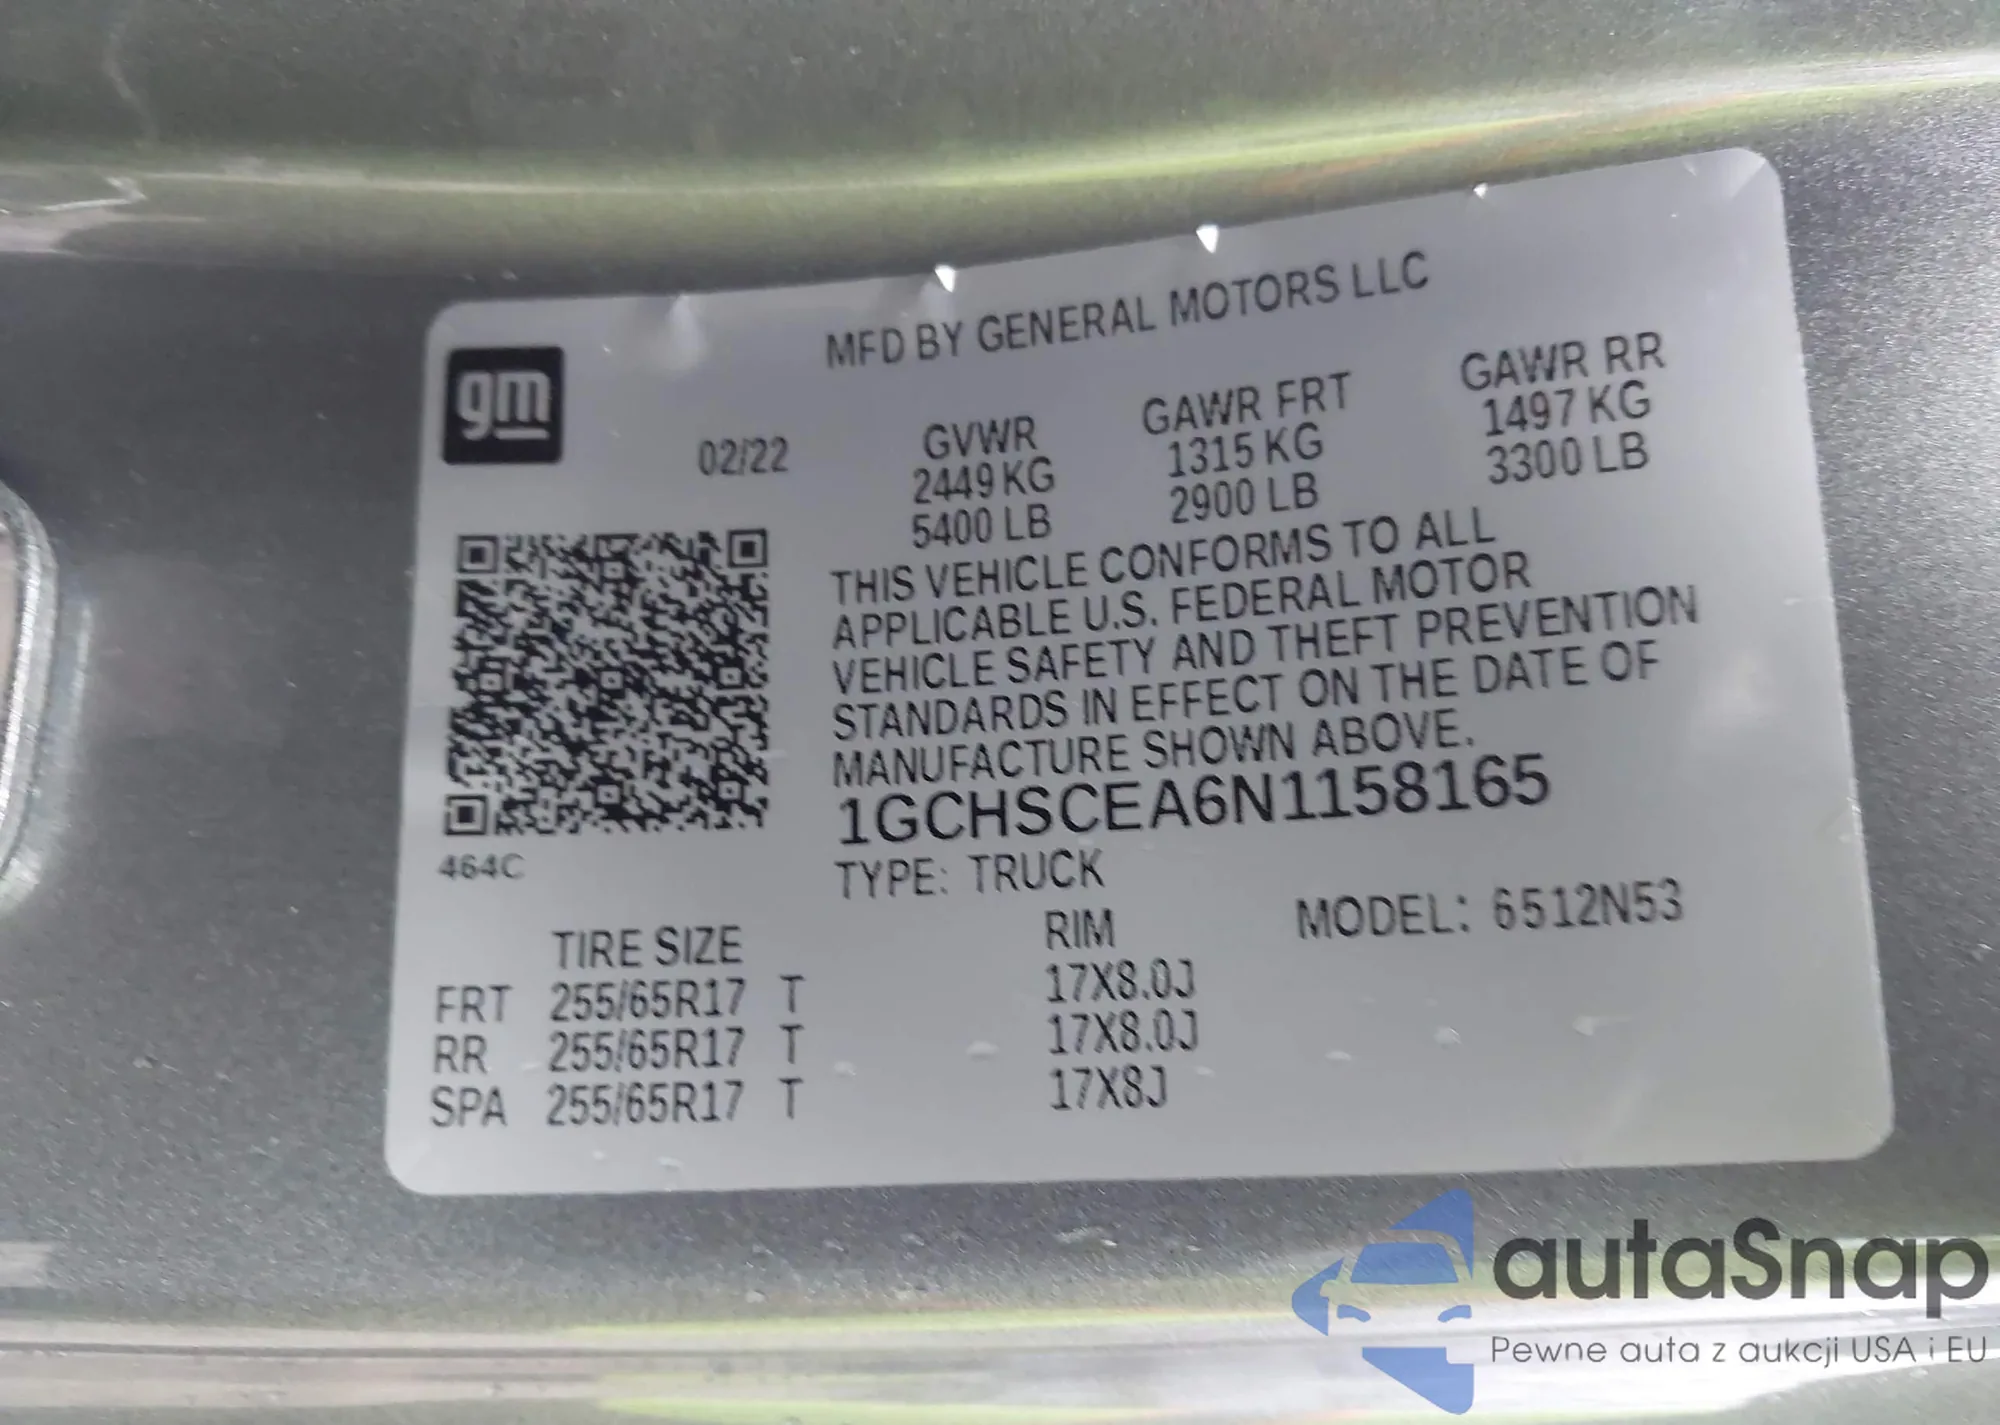 MFD BY GENERAL MOTORS LLC
gm
02/22
GVWR GAWR FRT GAWR RR
2449 KG 1315 KG 1497 KG
5400 LB 2900 LB 3300 LB
THIS VEHICLE CONFORMS TO ALL
APPLICABLE U.S. FEDERAL MOTOR
VEHICLE SAFETY AND THEFT PREVENTION
STANDARDS IN EFFECT ON THE DATE OF
MANUFACTURE SHOWN ABOVE.
1GCHSCEA6N1158165
464C
TYPE: TRUCK
MODEL: 6512N53
TIRE SIZE RIM
FRT 255/65R17 T 17X8.0J
RR 255/65R17 T 17X8.0J
SPA 255/65R17 T 17X8J
autaSnap
Pewne auta z aukcji USA i EU